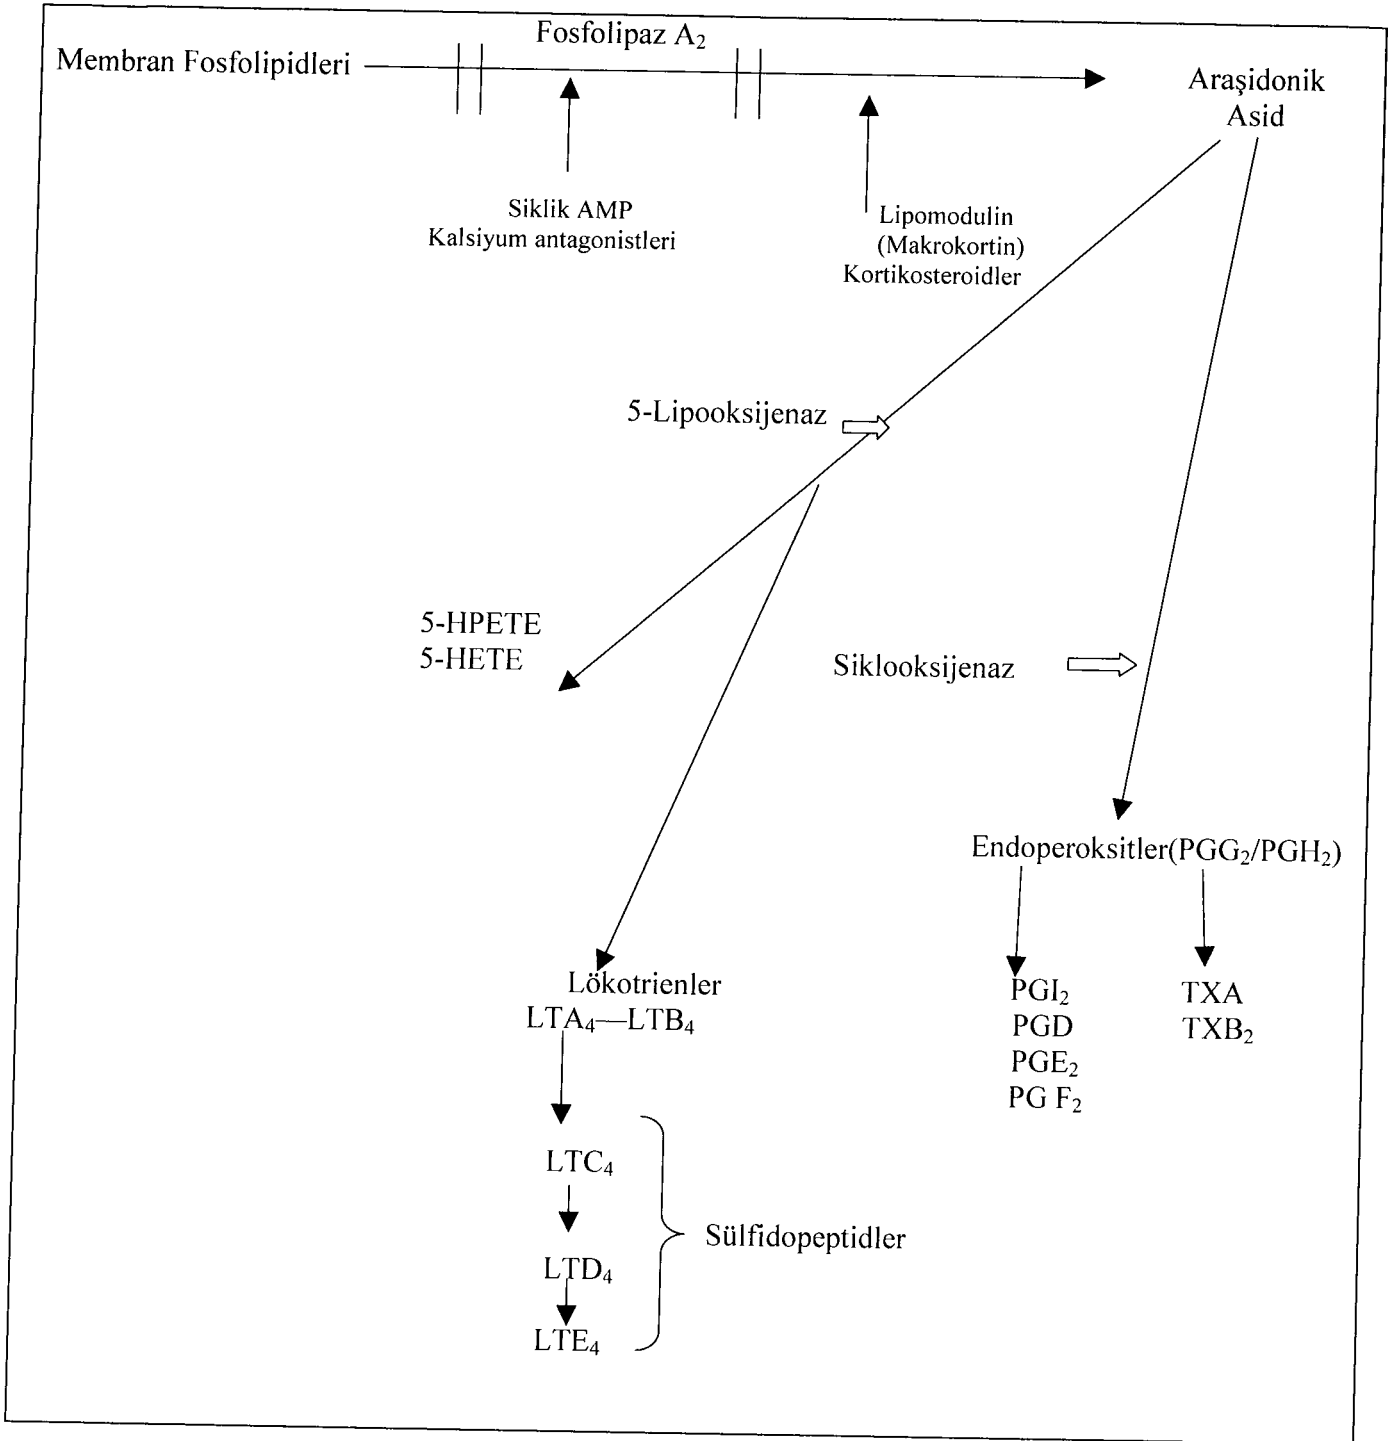 Fosfolipaz A₂
Membran Fosfolipidleri
Araşidonik
Asid
Siklik AMP
Kalsiyum antagonistleri
Lipomodulin
(Makrokortin)
Kortikosteroidler
5-Lipooksijenaz
5-HPETE
5-HETE
Siklooksijenaz
Endoperoksitler(PGG₂/PGH₂)
Lökotrienler
LTA₄—LTB₄
PGI₂
PGD
PGE₂
PG F₂
TXA
TXB₂
LTC₄
LTD₄
LTE₄
Sülfidopeptidler